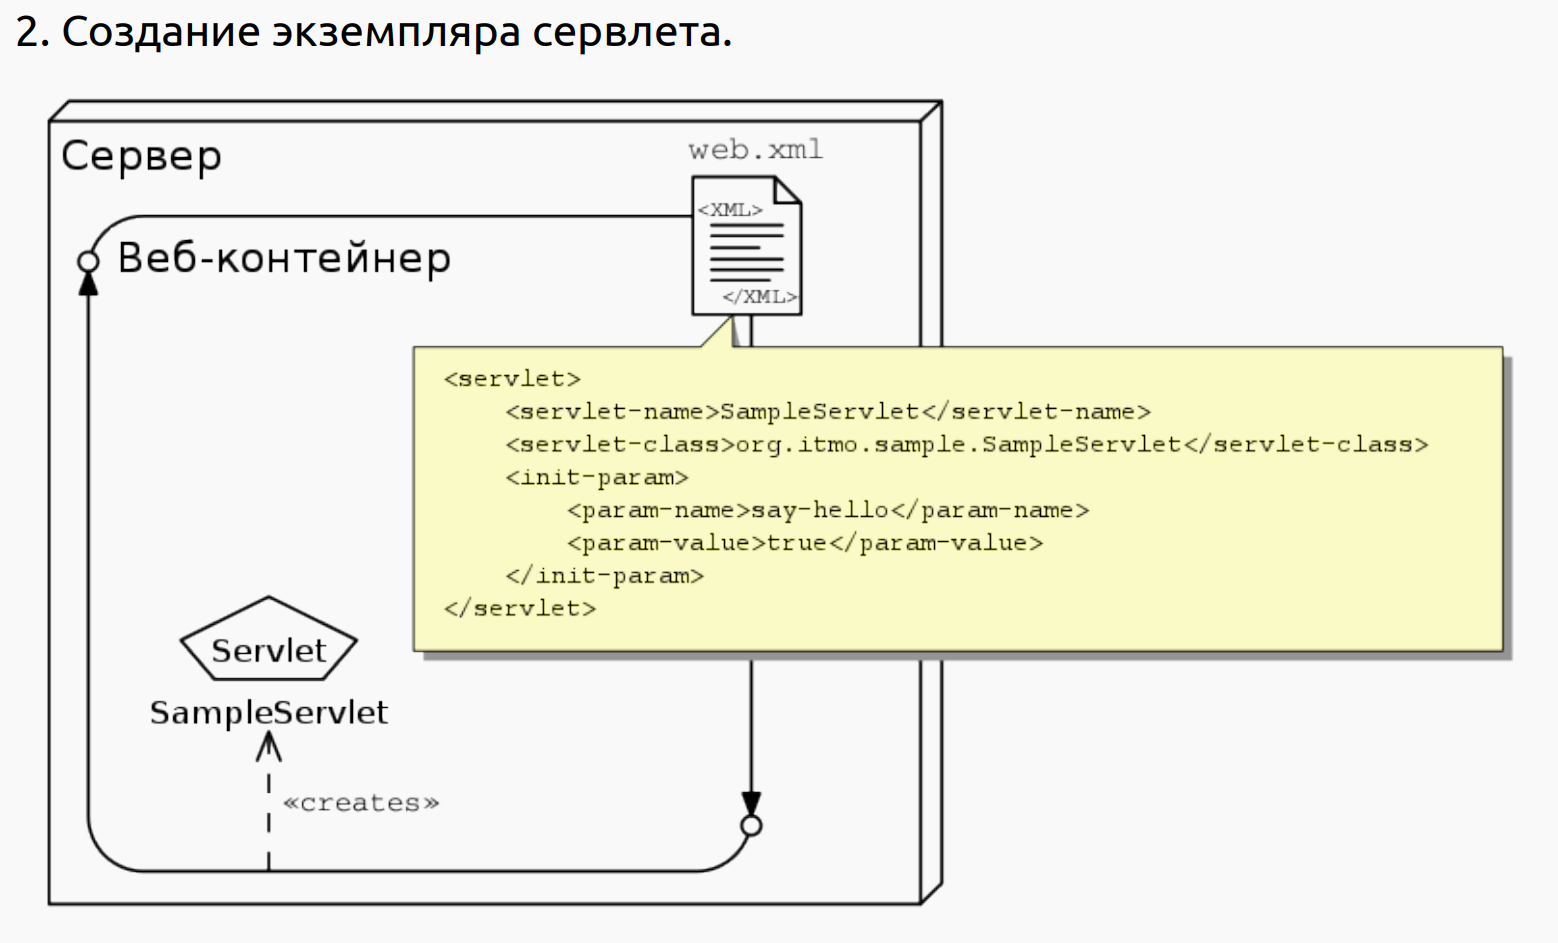 2. Создание экземпляра сервлета.
Сервер
web.xml
<XML>
Веб-контейнер
</XML>
<servlet>
<servlet-name>SampleServlet</servlet-name>
<servlet-class>org.itmo.sample.SampleServlet</servlet-class>
<init-param>
<param-name>say-hello</param-name>
<param-value>true</param-value>
</init-param>
</servlet>
Servlet
SampleServlet
«creates»